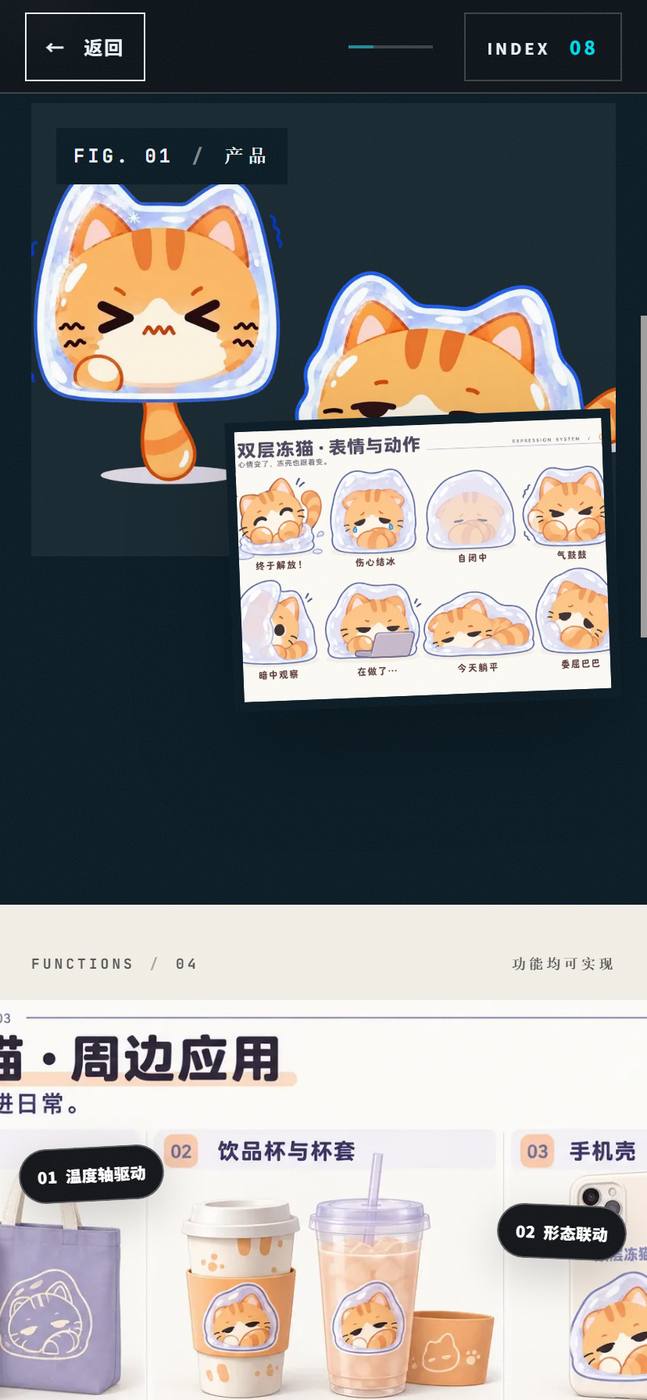 ← 返回
INDEX 08
FIG. 01 / 产品
双层冻猫·表情与动作
EXPRESSION SYSTEM /
心情变了，冻壳也跟着变。
终于解放！
伤心结冰
自闭中
气鼓鼓
暗中观察
在做了…
今天躺平
委屈巴巴
FUNCTIONS / 04
功能均可实现
03
猫·周边应用
进日常。
01 温度轴驱动
02 饮品杯与杯套
03 手机壳
02 形态联动
层冻猫